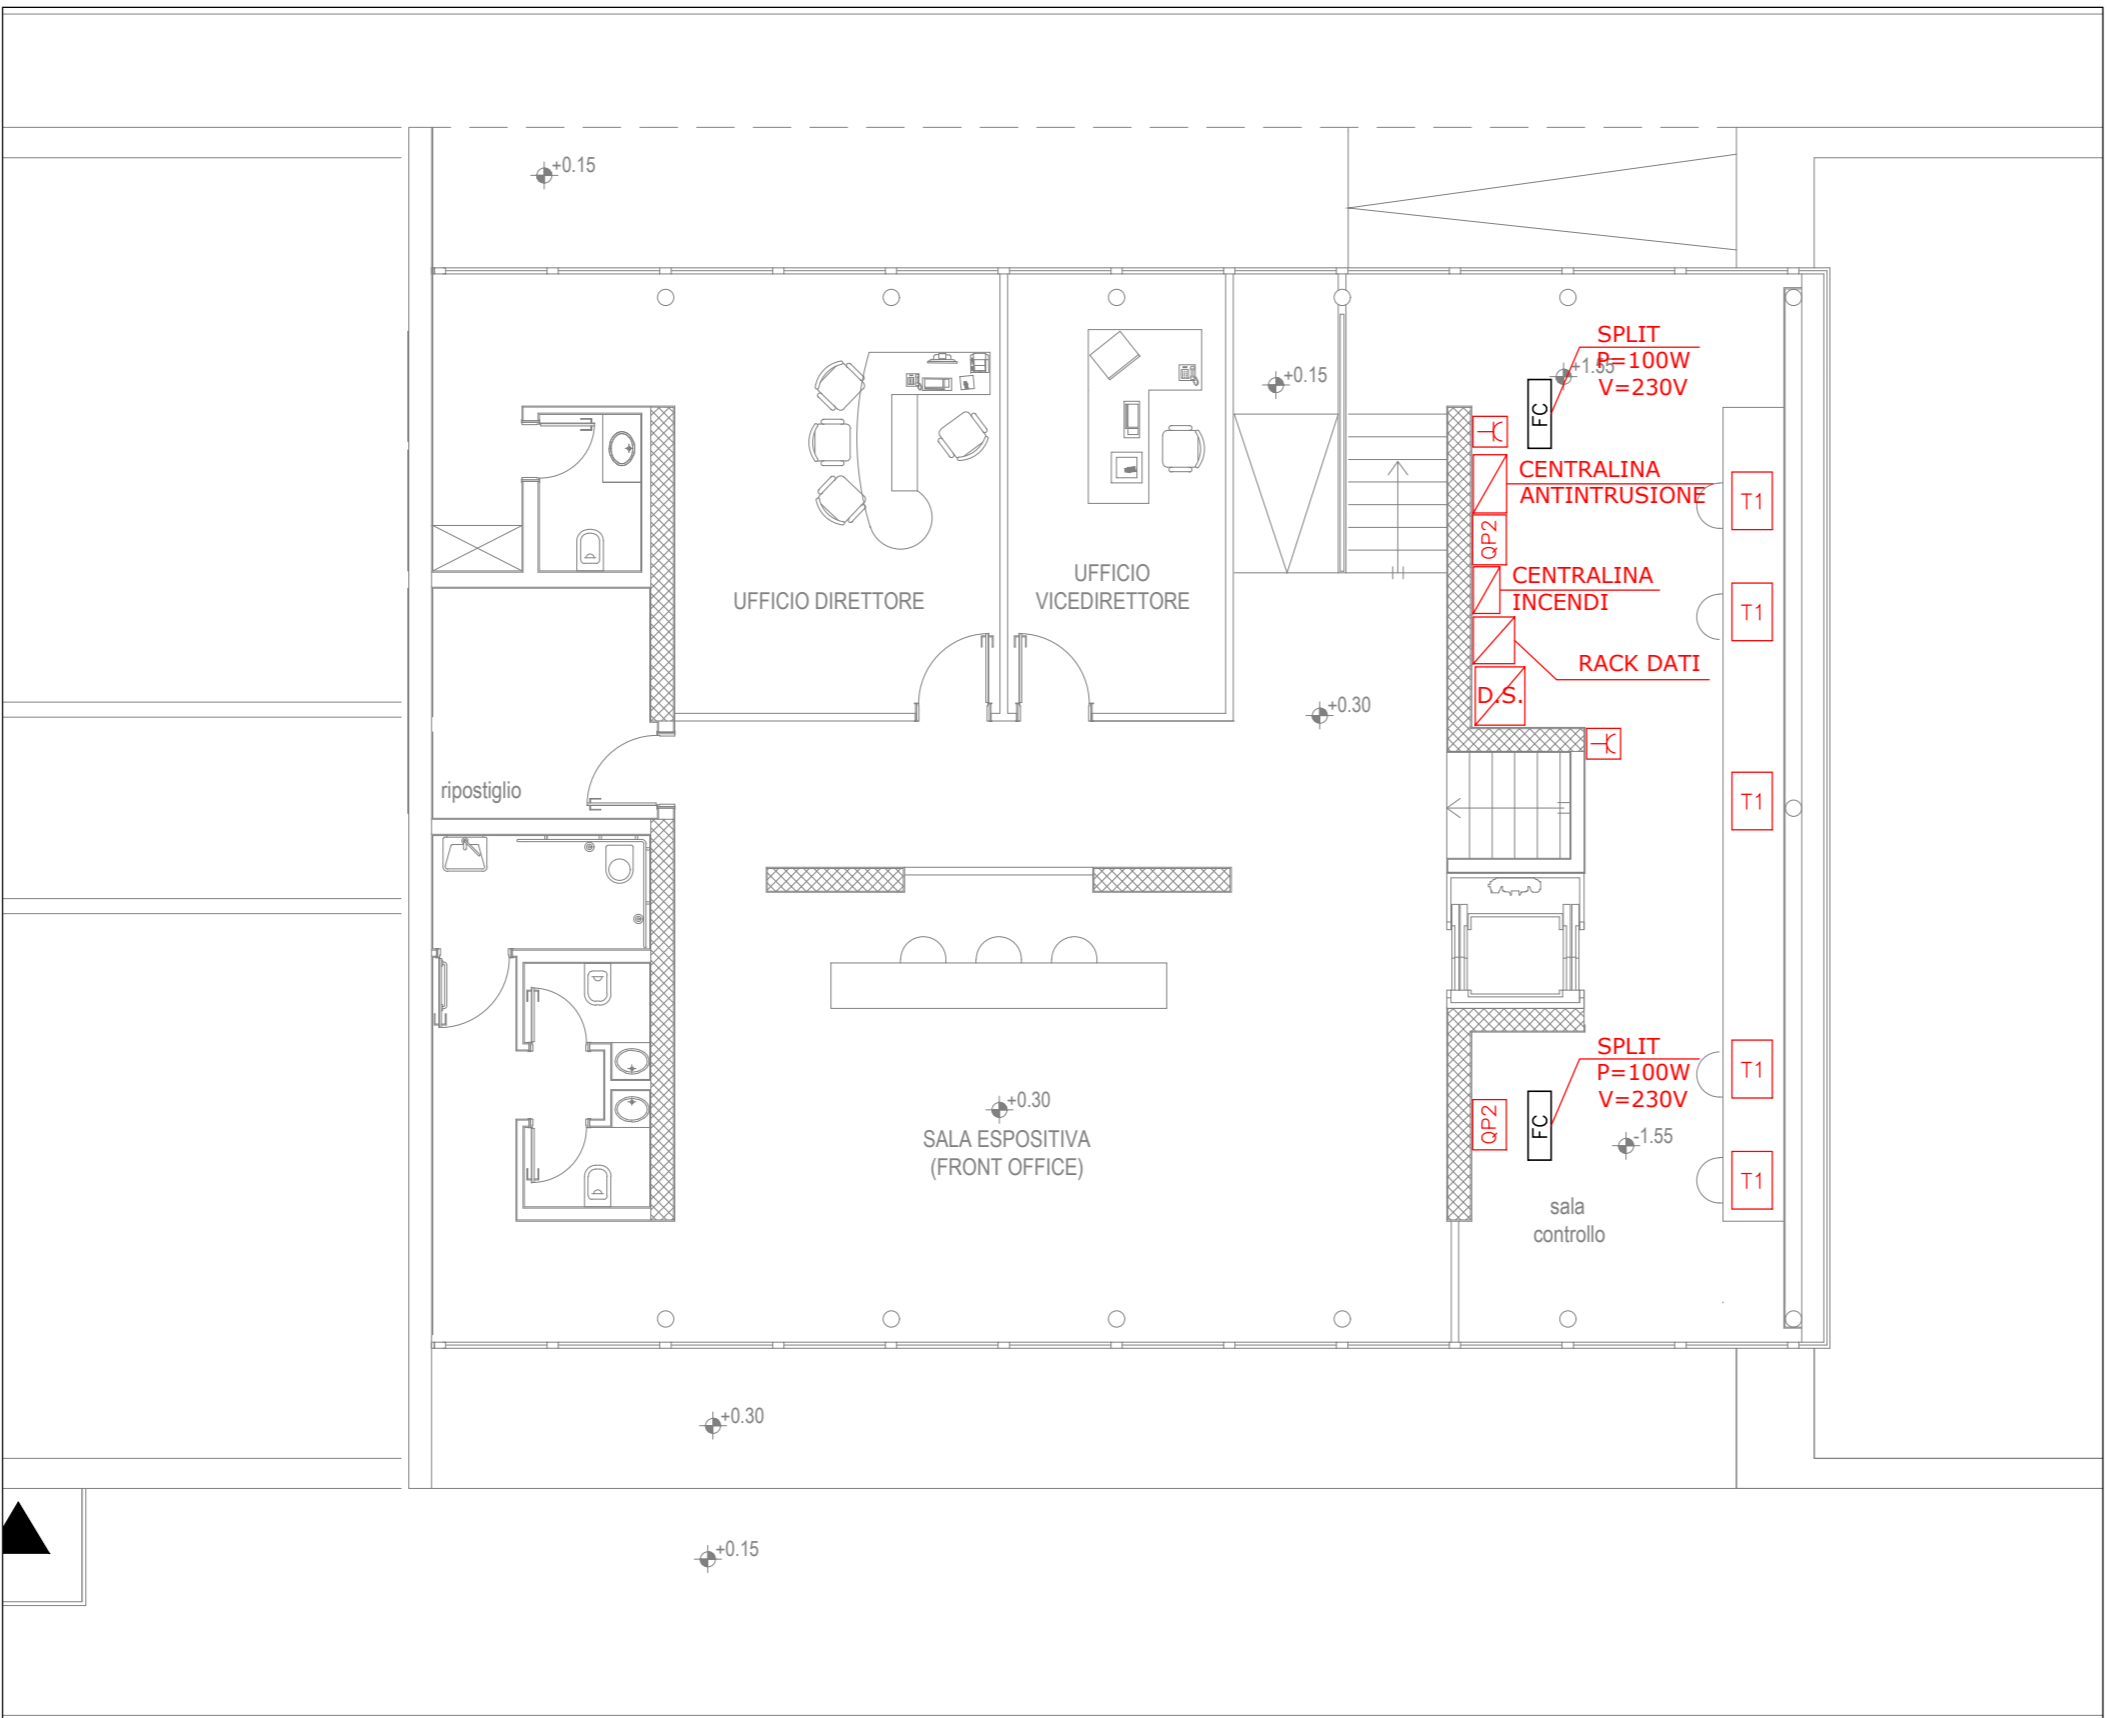 +0.15
SPLIT
P=100W
V=230V
+1.55
+0.15
FC
CENTRALINA
ANTINTRUSIONE
T1
QP2
CENTRALINA
INCENDI
T1
UFFICIO DIRETTORE
UFFICIO
VICEDIRETTORE
RACK DATI
D.S.
+0.30
ripostiglio
T1
SPLIT
P=100W
V=230V
T1
QP2
FC
+0.30
SALA ESPOSITIVA
(FRONT OFFICE)
-1.55
T1
sala
controllo
+0.30
+0.15